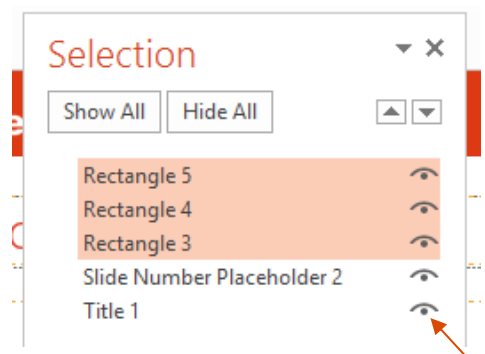 Selection
Show All Hide All
Rectangle 5
Rectangle 4
Rectangle 3
Slide Number Placeholder 2
Title 1